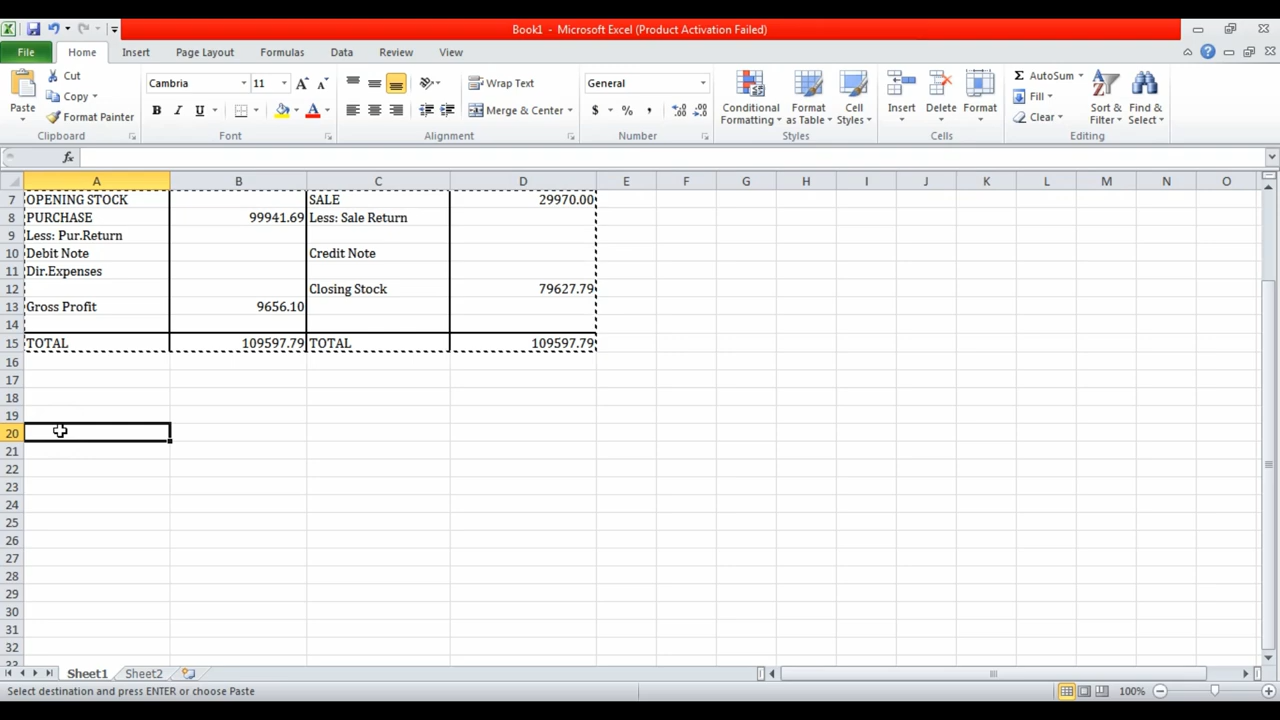 Book1 - Microsoft Excel (Product Activation Failed)
File Home Insert Page Layout Formulas Data Review View
Paste
Cut
Copy
Format Painter
Clipboard
Cambria 11
B I U A
Font
Wrap Text
Merge & Center
Alignment
General
$ % ,
Number
Conditional Formatting
Format as Table
Cell Styles
Styles
Insert
Delete
Format
Cells
Σ AutoSum
Fill
Clear
Sort & Filter
Find & Select
Editing
fx
A B C D E F G H I J K L M N O
7 OPENING STOCK SALE 29970.00
8 PURCHASE 99941.69 Less: Sale Return
9 Less: Pur.Return
10 Debit Note Credit Note
11 Dir.Expenses
12 Closing Stock 79627.79
13 Gross Profit 9656.10
14
15 TOTAL 109597.79 TOTAL 109597.79
16
17
18
19
20
21
22
23
24
25
26
27
28
29
30
31
32
33
Sheet1 Sheet2
Select destination and press ENTER or choose Paste 100%